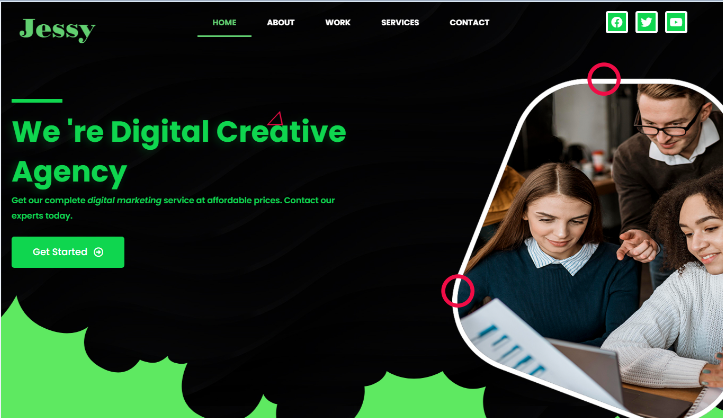 Jessy
HOME ABOUT WORK SERVICES CONTACT
We 're Digital Creative
Agency
Get our complete digital marketing service at affordable prices. Contact our
experts today.
Get Started